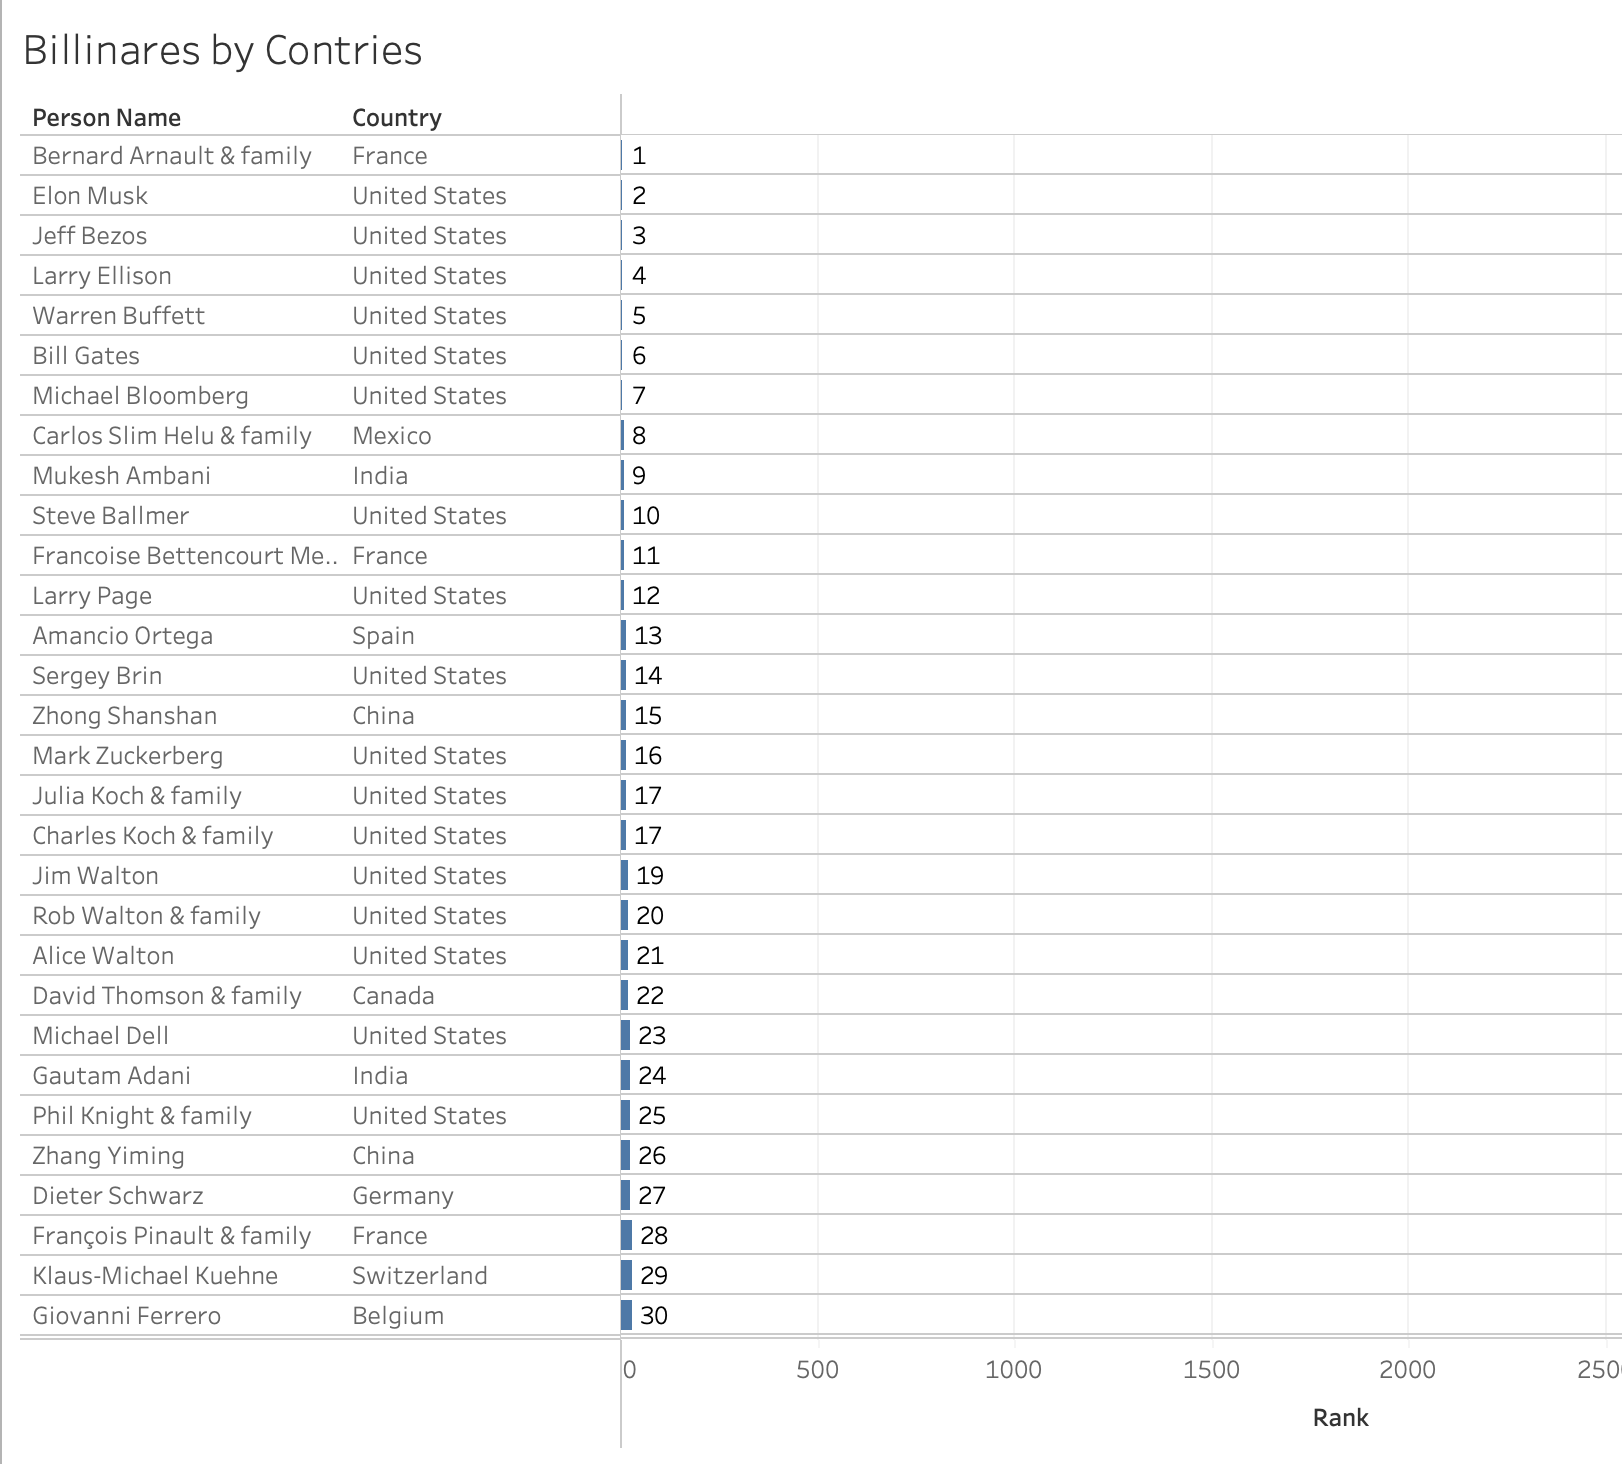 Billinares by Contries
Person Name Country
Bernard Arnault & family France 1
Elon Musk United States 2
Jeff Bezos United States 3
Larry Ellison United States 4
Warren Buffett United States 5
Bill Gates United States 6
Michael Bloomberg United States 7
Carlos Slim Helu & family Mexico 8
Mukesh Ambani India 9
Steve Ballmer United States 10
Francoise Bettencourt Me.. France 11
Larry Page United States 12
Amancio Ortega Spain 13
Sergey Brin United States 14
Zhong Shanshan China 15
Mark Zuckerberg United States 16
Julia Koch & family United States 17
Charles Koch & family United States 17
Jim Walton United States 19
Rob Walton & family United States 20
Alice Walton United States 21
David Thomson & family Canada 22
Michael Dell United States 23
Gautam Adani India 24
Phil Knight & family United States 25
Zhang Yiming China 26
Dieter Schwarz Germany 27
François Pinault & family France 28
Klaus-Michael Kuehne Switzerland 29
Giovanni Ferrero Belgium 30
0 500 1000 1500 2000 250
Rank